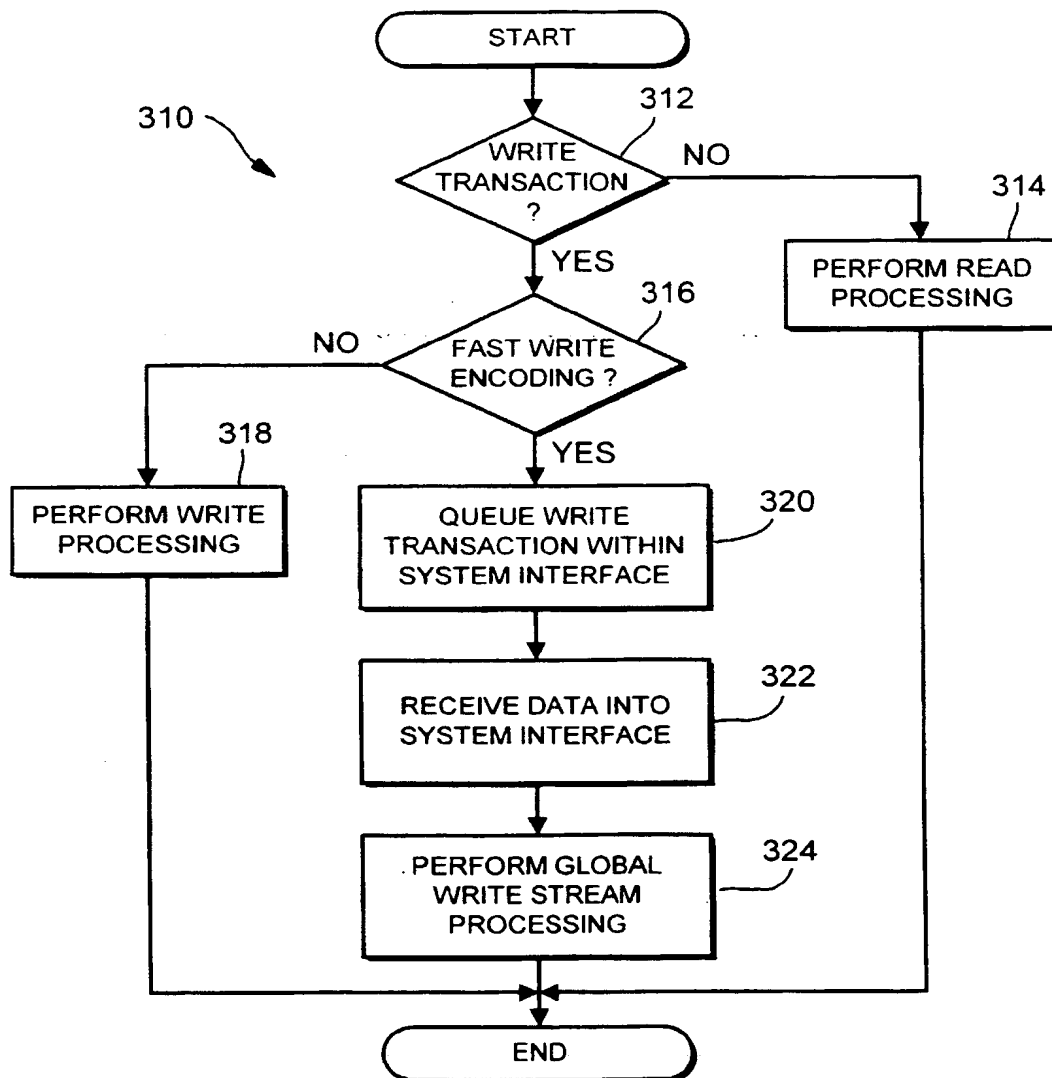 START
310
312
WRITE
TRANSACTION
?
NO
314
YES
PERFORM READ
PROCESSING
316
NO
FAST WRITE
ENCODING ?
318
YES
PERFORM WRITE
PROCESSING
320
QUEUE WRITE
TRANSACTION WITHIN
SYSTEM INTERFACE
322
RECEIVE DATA INTO
SYSTEM INTERFACE
324
PERFORM GLOBAL
WRITE STREAM
PROCESSING
END